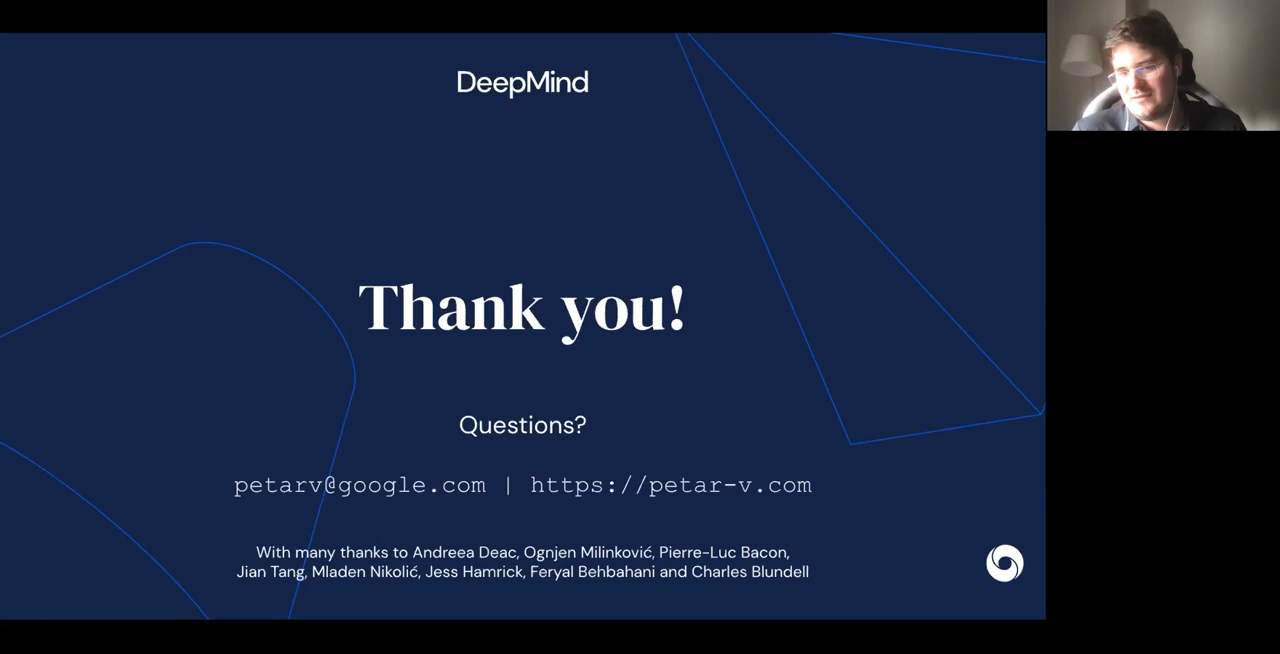 DeepMind
Thank you!
Questions?
petarv@google.com | https://petar-v.com
With many thanks to Andreea Deac, Ognjen Milinković, Pierre-Luc Bacon,
Jian Tang, Mladen Nikolić, Jess Hamrick, Feryal Behbahani and Charles Blundell